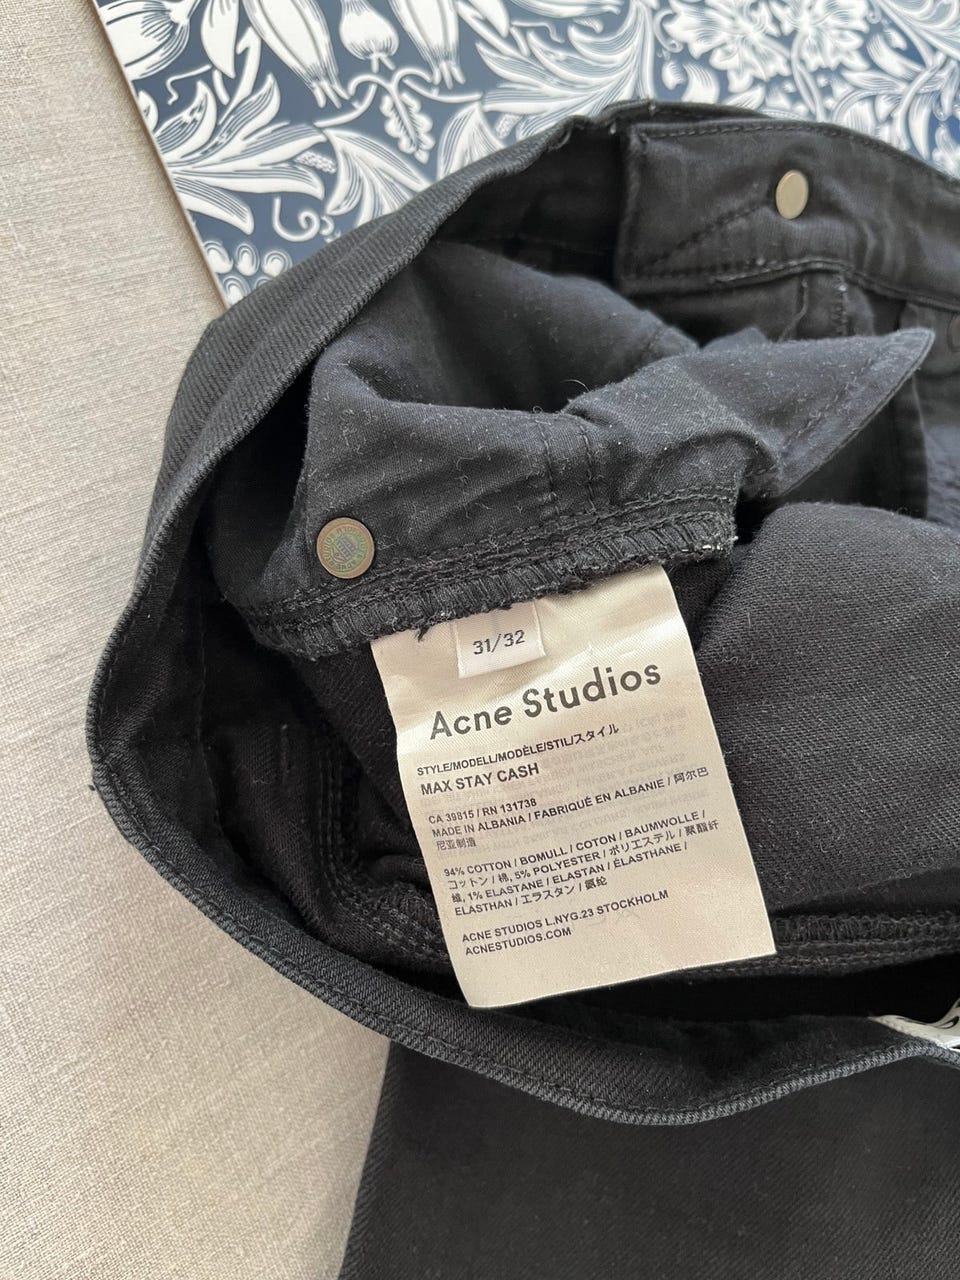 31/32
Acne Studios
STYLE/MODELL/MODÈLE/STIL/スタイル
MAX STAY CASH
CA 39815 / RN 131738
MADE IN ALBANIA / FABRIQUÉ EN ALBANIE / 阿尔巴
尼亚制造
94% COTTON / BOMULL / COTON / BAUMWOLLE /
コットン / 棉, 5% POLYESTER / ポリエステル / 聚酯纤
维, 1% ELASTANE / ELASTAN / ÉLASTHANE /
ELASTHAN / エラスタン / 氨纶
ACNE STUDIOS L.NYG.23 STOCKHOLM
ACNESTUDIOS.COM